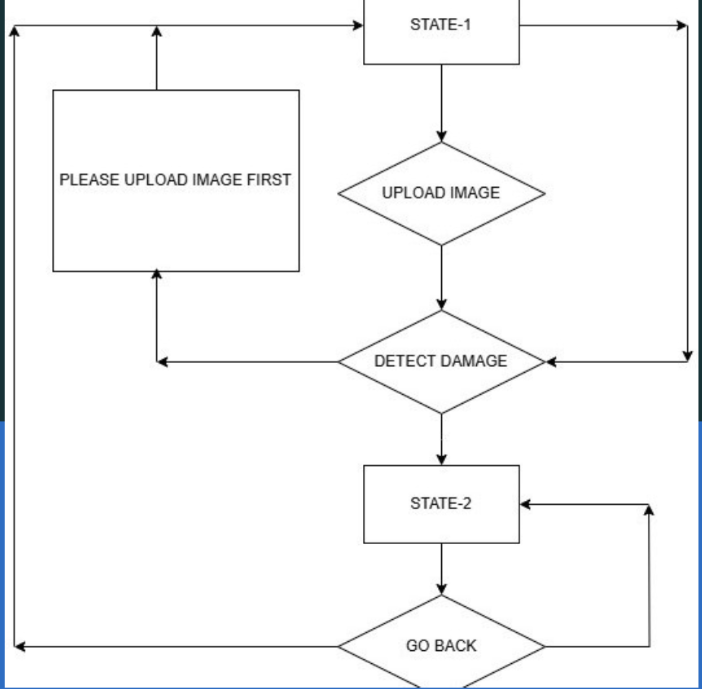 STATE-1
UPLOAD IMAGE
PLEASE UPLOAD IMAGE FIRST
DETECT DAMAGE
STATE-2
GO BACK